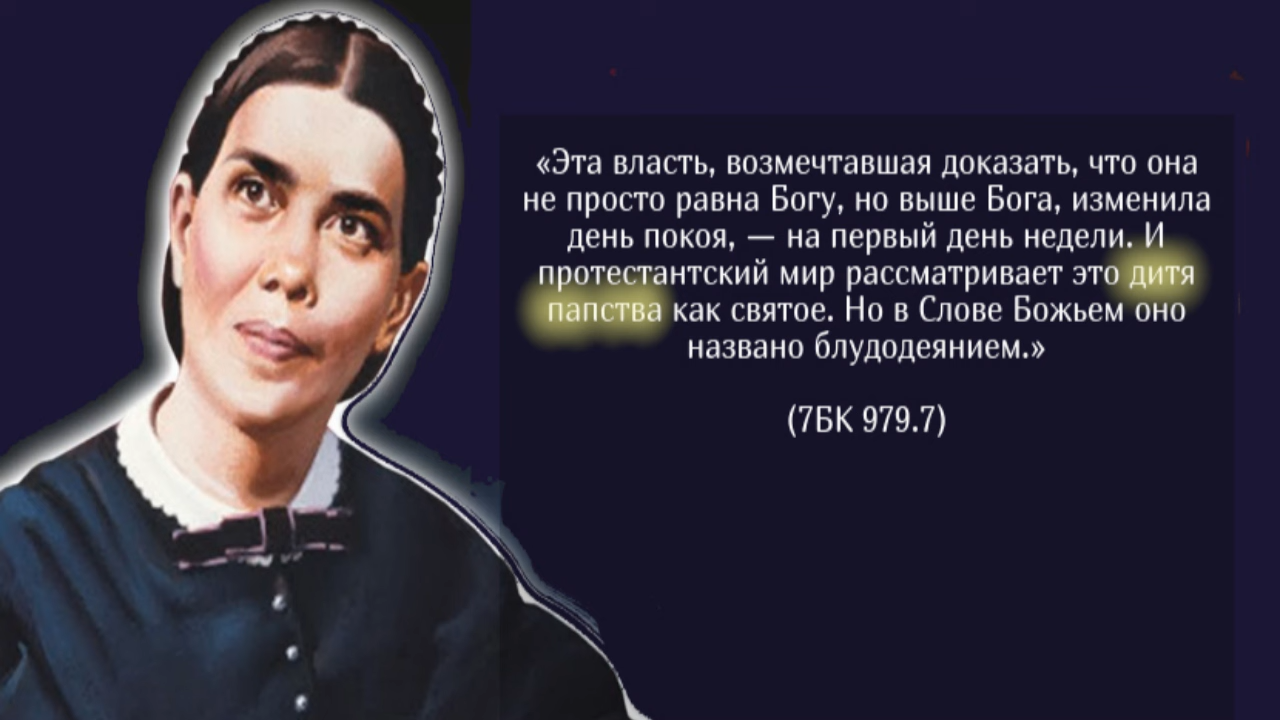 «Эта власть, возмечтавшая доказать, что она
не просто равна Богу, но выше Бога, изменила
день покоя, — на первый день недели. И
протестантский мир рассматривает это дитя
папства как святое. Но в Слове Божьем оно
названо блудодеянием.»
(7БК 979.7)